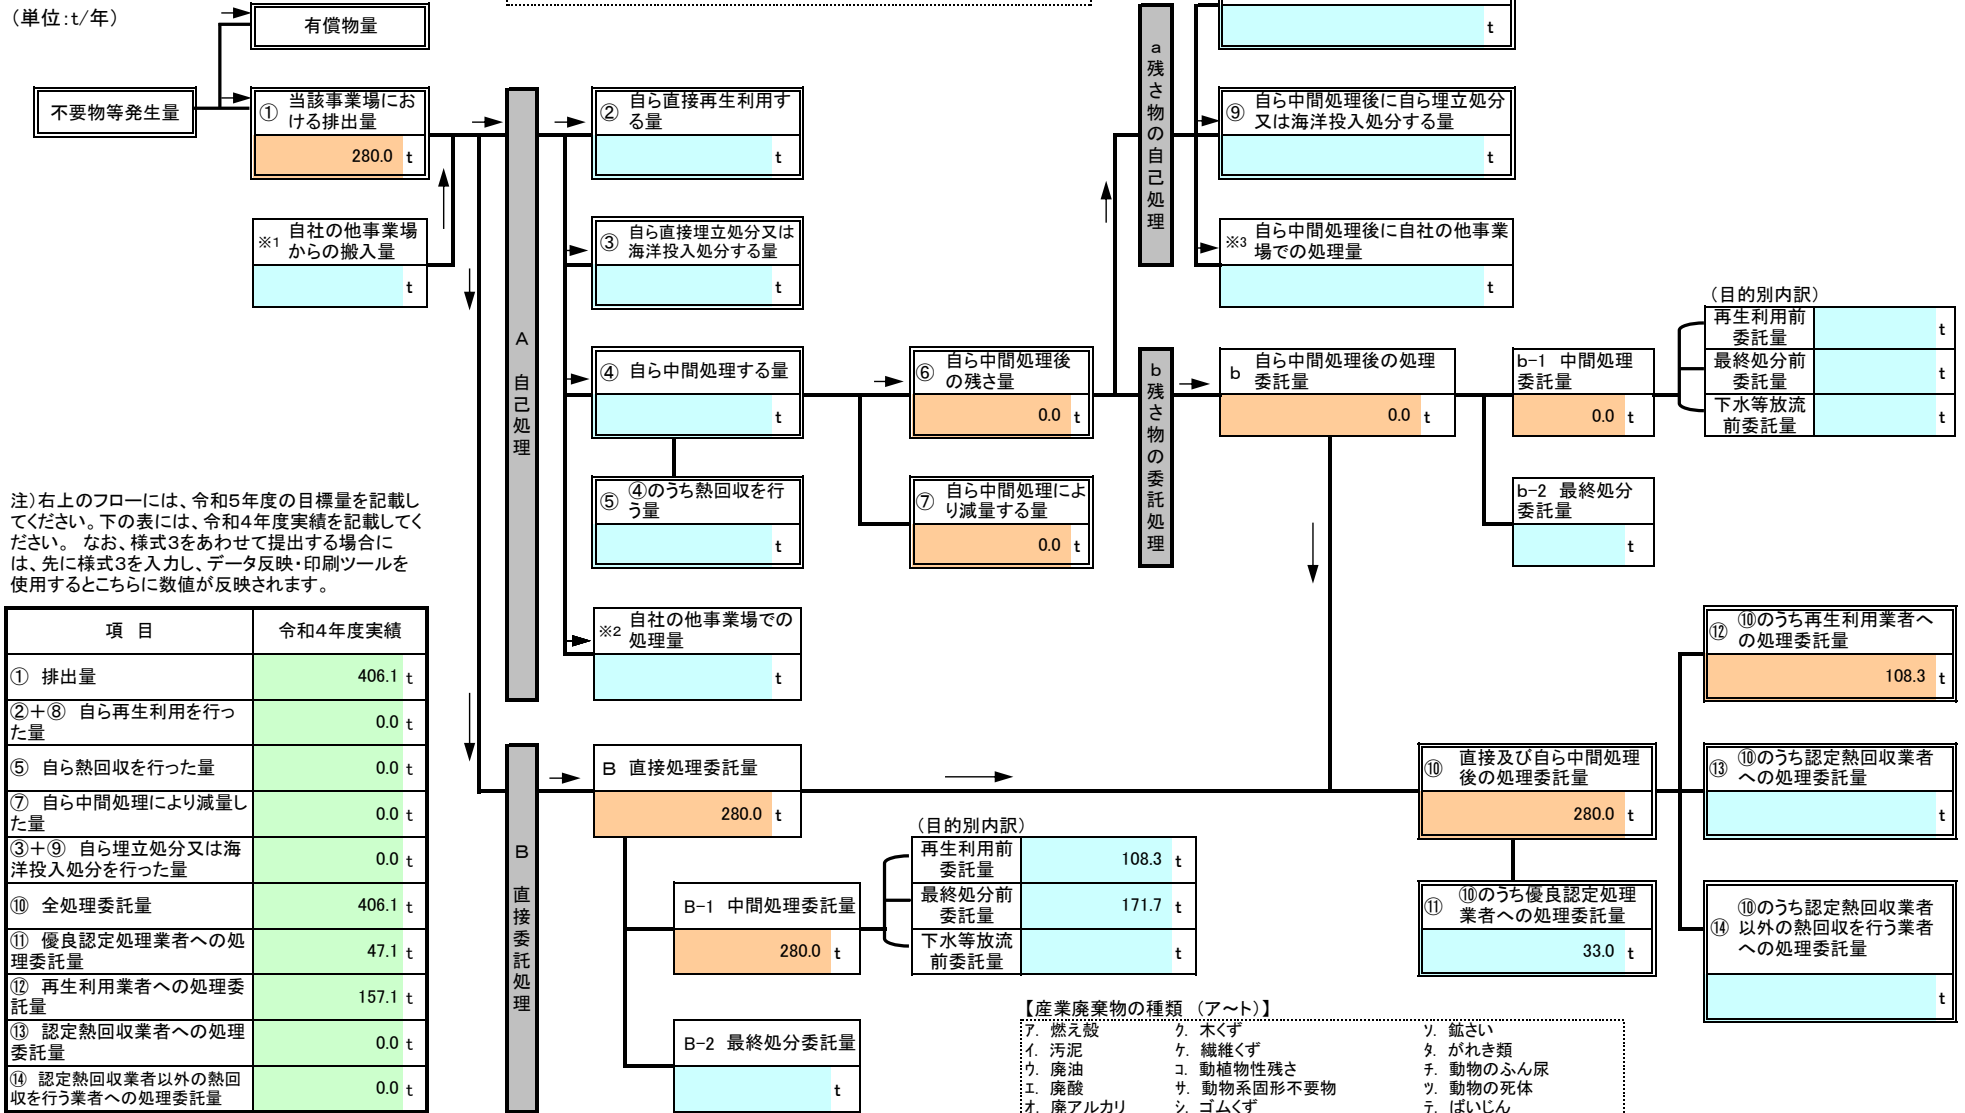 （単位:t/年）
有償物量
不要物等発生量
① 当該事業場にお
ける排出量
280.0 t
※1 自社の他事業場
からの搬入量
t
A 自己処理
② 自ら直接再生利用す
る量
t
③ 自ら直接埋立処分又は
海洋投入処分する量
t
④ 自ら中間処理する量
t
⑤ ④のうち熱回収を行
う量
t
※2 自社の他事業場での
処理量
t
⑥ 自ら中間処理後
の残さ量
0.0 t
⑦ 自ら中間処理によ
り減量する量
0.0 t
a 残さ物の自己処理
t
⑨ 自ら中間処理後に自ら埋立処分
又は海洋投入処分する量
t
※3 自ら中間処理後に自社の他事業
場での処理量
t
b 残さ物の委託処理
b 自ら中間処理後の処理
委託量
0.0 t
b-1 中間処理
委託量
0.0 t
（目的別内訳）
再生利用前
委託量
t
最終処分前
委託量
t
下水等放流
前委託量
t
b-2 最終処分
委託量
t
注）右上のフローには、令和5年度の目標量を記載し
てください。下の表には、令和4年度実績を記載してく
ださい。 なお、様式3をあわせて提出する場合に
は、先に様式3を入力し、データ反映・印刷ツールを
使用するとこちらに数値が反映されます。
項 目 令和4年度実績
① 排出量 406.1 t
②＋⑧ 自ら再生利用を行っ
た量 0.0 t
⑤ 自ら熱回収を行った量 0.0 t
⑦ 自ら中間処理により減量し
た量 0.0 t
③＋⑨ 自ら埋立処分又は海
洋投入処分を行った量 0.0 t
⑩ 全処理委託量 406.1 t
⑪ 優良認定処理業者への処
理委託量 47.1 t
⑫ 再生利用業者への処理委
託量 157.1 t
⑬ 認定熱回収業者への処理
委託量 0.0 t
⑭ 認定熱回収業者以外の熱回
収を行う業者への処理委託量 0.0 t
B 直接委託処理
B 直接処理委託量
280.0 t
B-1 中間処理委託量
280.0 t
（目的別内訳）
再生利用前
委託量
108.3 t
最終処分前
委託量
171.7 t
下水等放流
前委託量
t
B-2 最終処分委託量
t
⑩ 直接及び自ら中間処理
後の処理委託量
280.0 t
⑪ ⑩のうち優良認定処理
業者への処理委託量
33.0 t
⑫ ⑩のうち再生利用業者へ
の処理委託量
108.3 t
⑬ ⑩のうち認定熱回収業者
への処理委託量
t
⑭ ⑩のうち認定熱回収業者
以外の熱回収を行う業者
への処理委託量
t
【産業廃棄物の種類 （ア～ト）】
ア. 燃え殻 ク. 木くず ソ. 鉱さい
イ. 汚泥 ケ. 繊維くず タ. がれき類
ウ. 廃油 コ. 動植物性残さ チ. 動物のふん尿
エ. 廃酸 サ. 動物系固形不要物 ツ. 動物の死体
オ. 廃アルカリ シ. ゴムくず テ. ばいじん